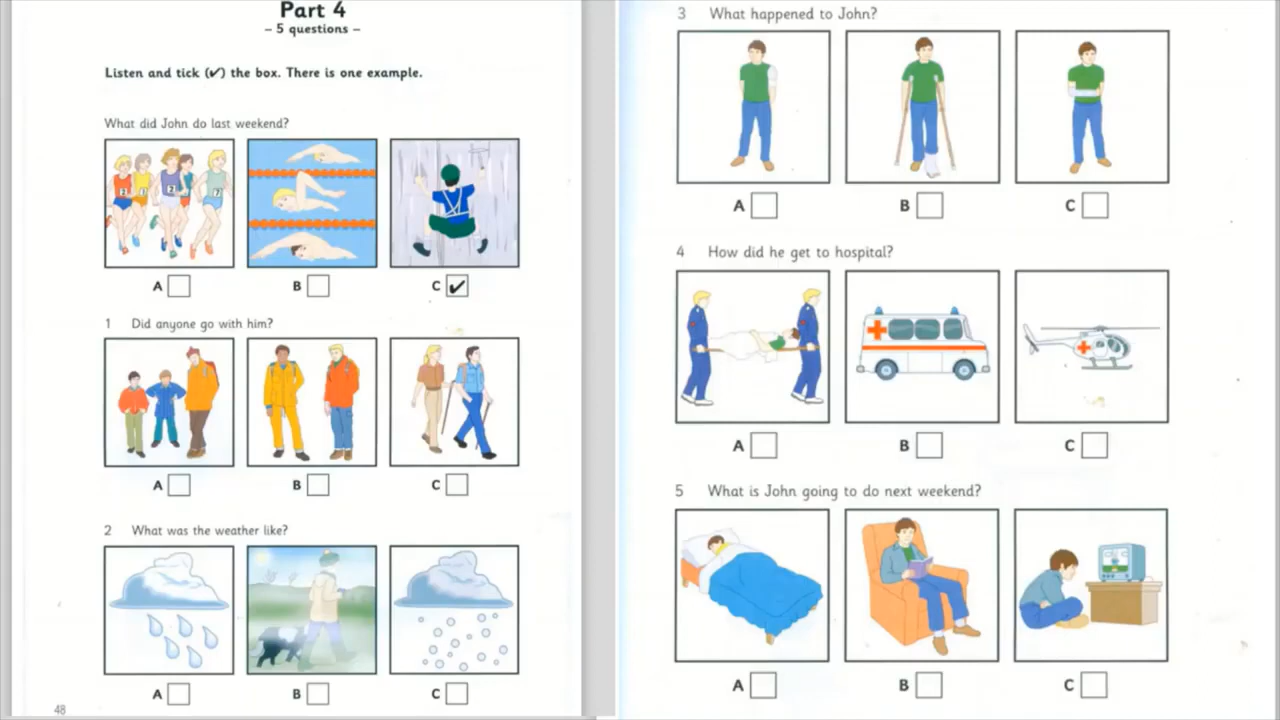 Part 4
– 5 questions –
Listen and tick (✔) the box. There is one example.
What did John do last weekend?
A
B
C ✔
1 Did anyone go with him?
A
B
C
2 What was the weather like?
A
B
C
48
3 What happened to John?
A
B
C
4 How did he get to hospital?
A
B
C
5 What is John going to do next weekend?
A
B
C